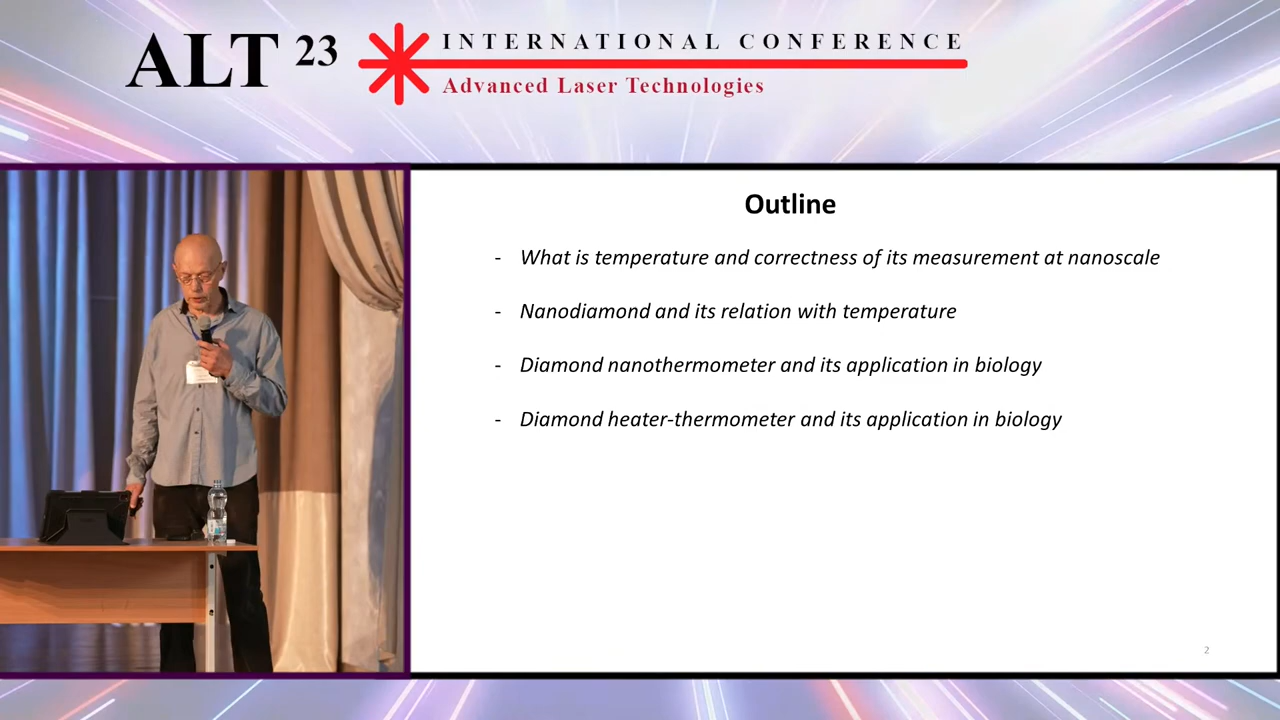 ALT 23
INTERNATIONAL CONFERENCE
Advanced Laser Technologies
Outline
- What is temperature and correctness of its measurement at nanoscale
- Nanodiamond and its relation with temperature
- Diamond nanothermometer and its application in biology
- Diamond heater-thermometer and its application in biology
2